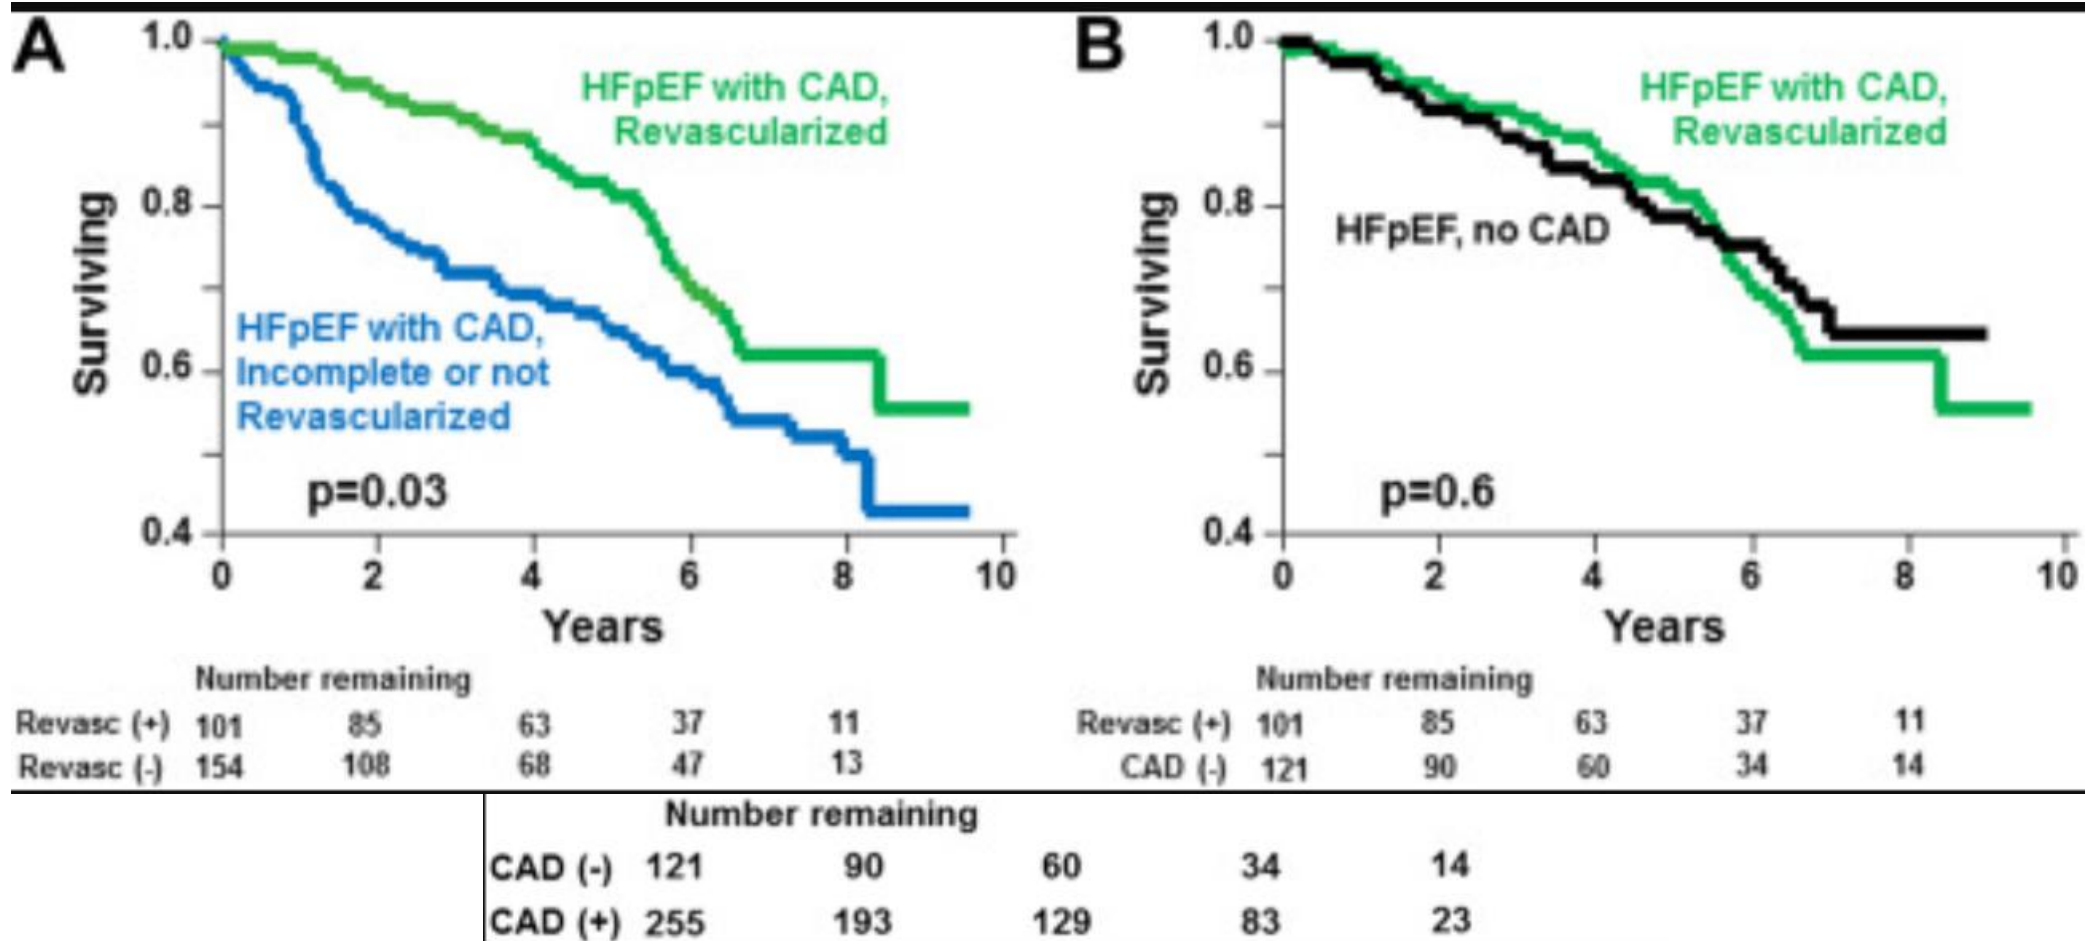 A
1.0
0.8
0.6
0.4
Surviving
HFpEF with CAD,
Revascularized
HFpEF with CAD,
Incomplete or not
Revascularized
p=0.03
0 2 4 6 8 10
Years
Number remaining
Revasc (+) 101 85 63 37 11
Revasc (-) 154 108 68 47 13
B
1.0
0.8
0.6
0.4
Surviving
HFpEF with CAD,
Revascularized
HFpEF, no CAD
p=0.6
0 2 4 6 8 10
Years
Number remaining
Revasc (+) 101 85 63 37 11
CAD (-) 121 90 60 34 14
Number remaining
CAD (-) 121 90 60 34 14
CAD (+) 255 193 129 83 23